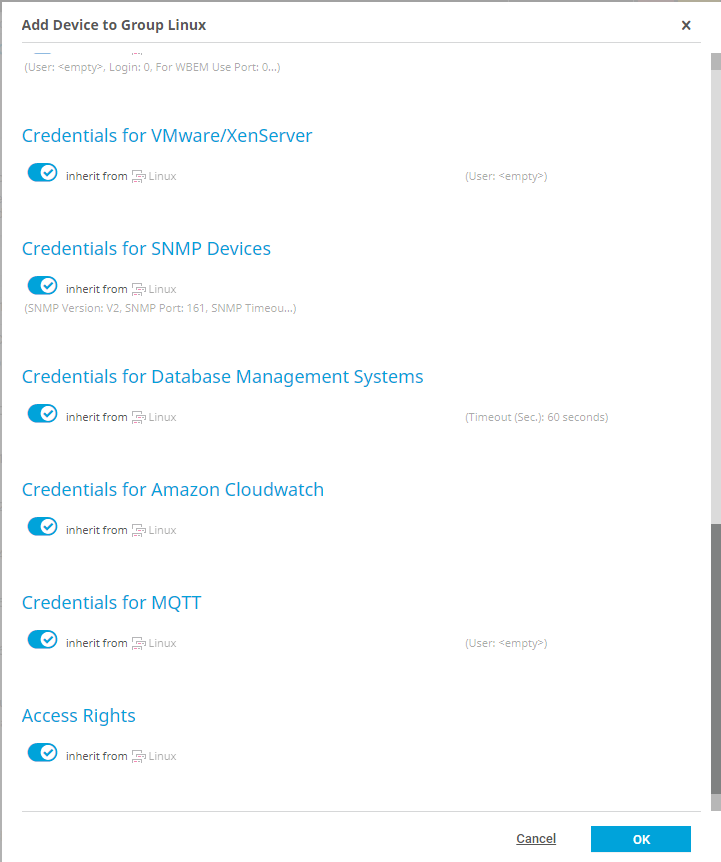 Add Device to Group Linux
(User: <empty>, Login: 0, For WBEM Use Port: 0...)
Credentials for VMware/XenServer
inherit from Linux (User: <empty>)
Credentials for SNMP Devices
inherit from Linux
(SNMP Version: V2, SNMP Port: 161, SNMP Timeou...)
Credentials for Database Management Systems
inherit from Linux (Timeout (Sec.): 60 seconds)
Credentials for Amazon Cloudwatch
inherit from Linux
Credentials for MQTT
inherit from Linux (User: <empty>)
Access Rights
inherit from Linux
Cancel OK